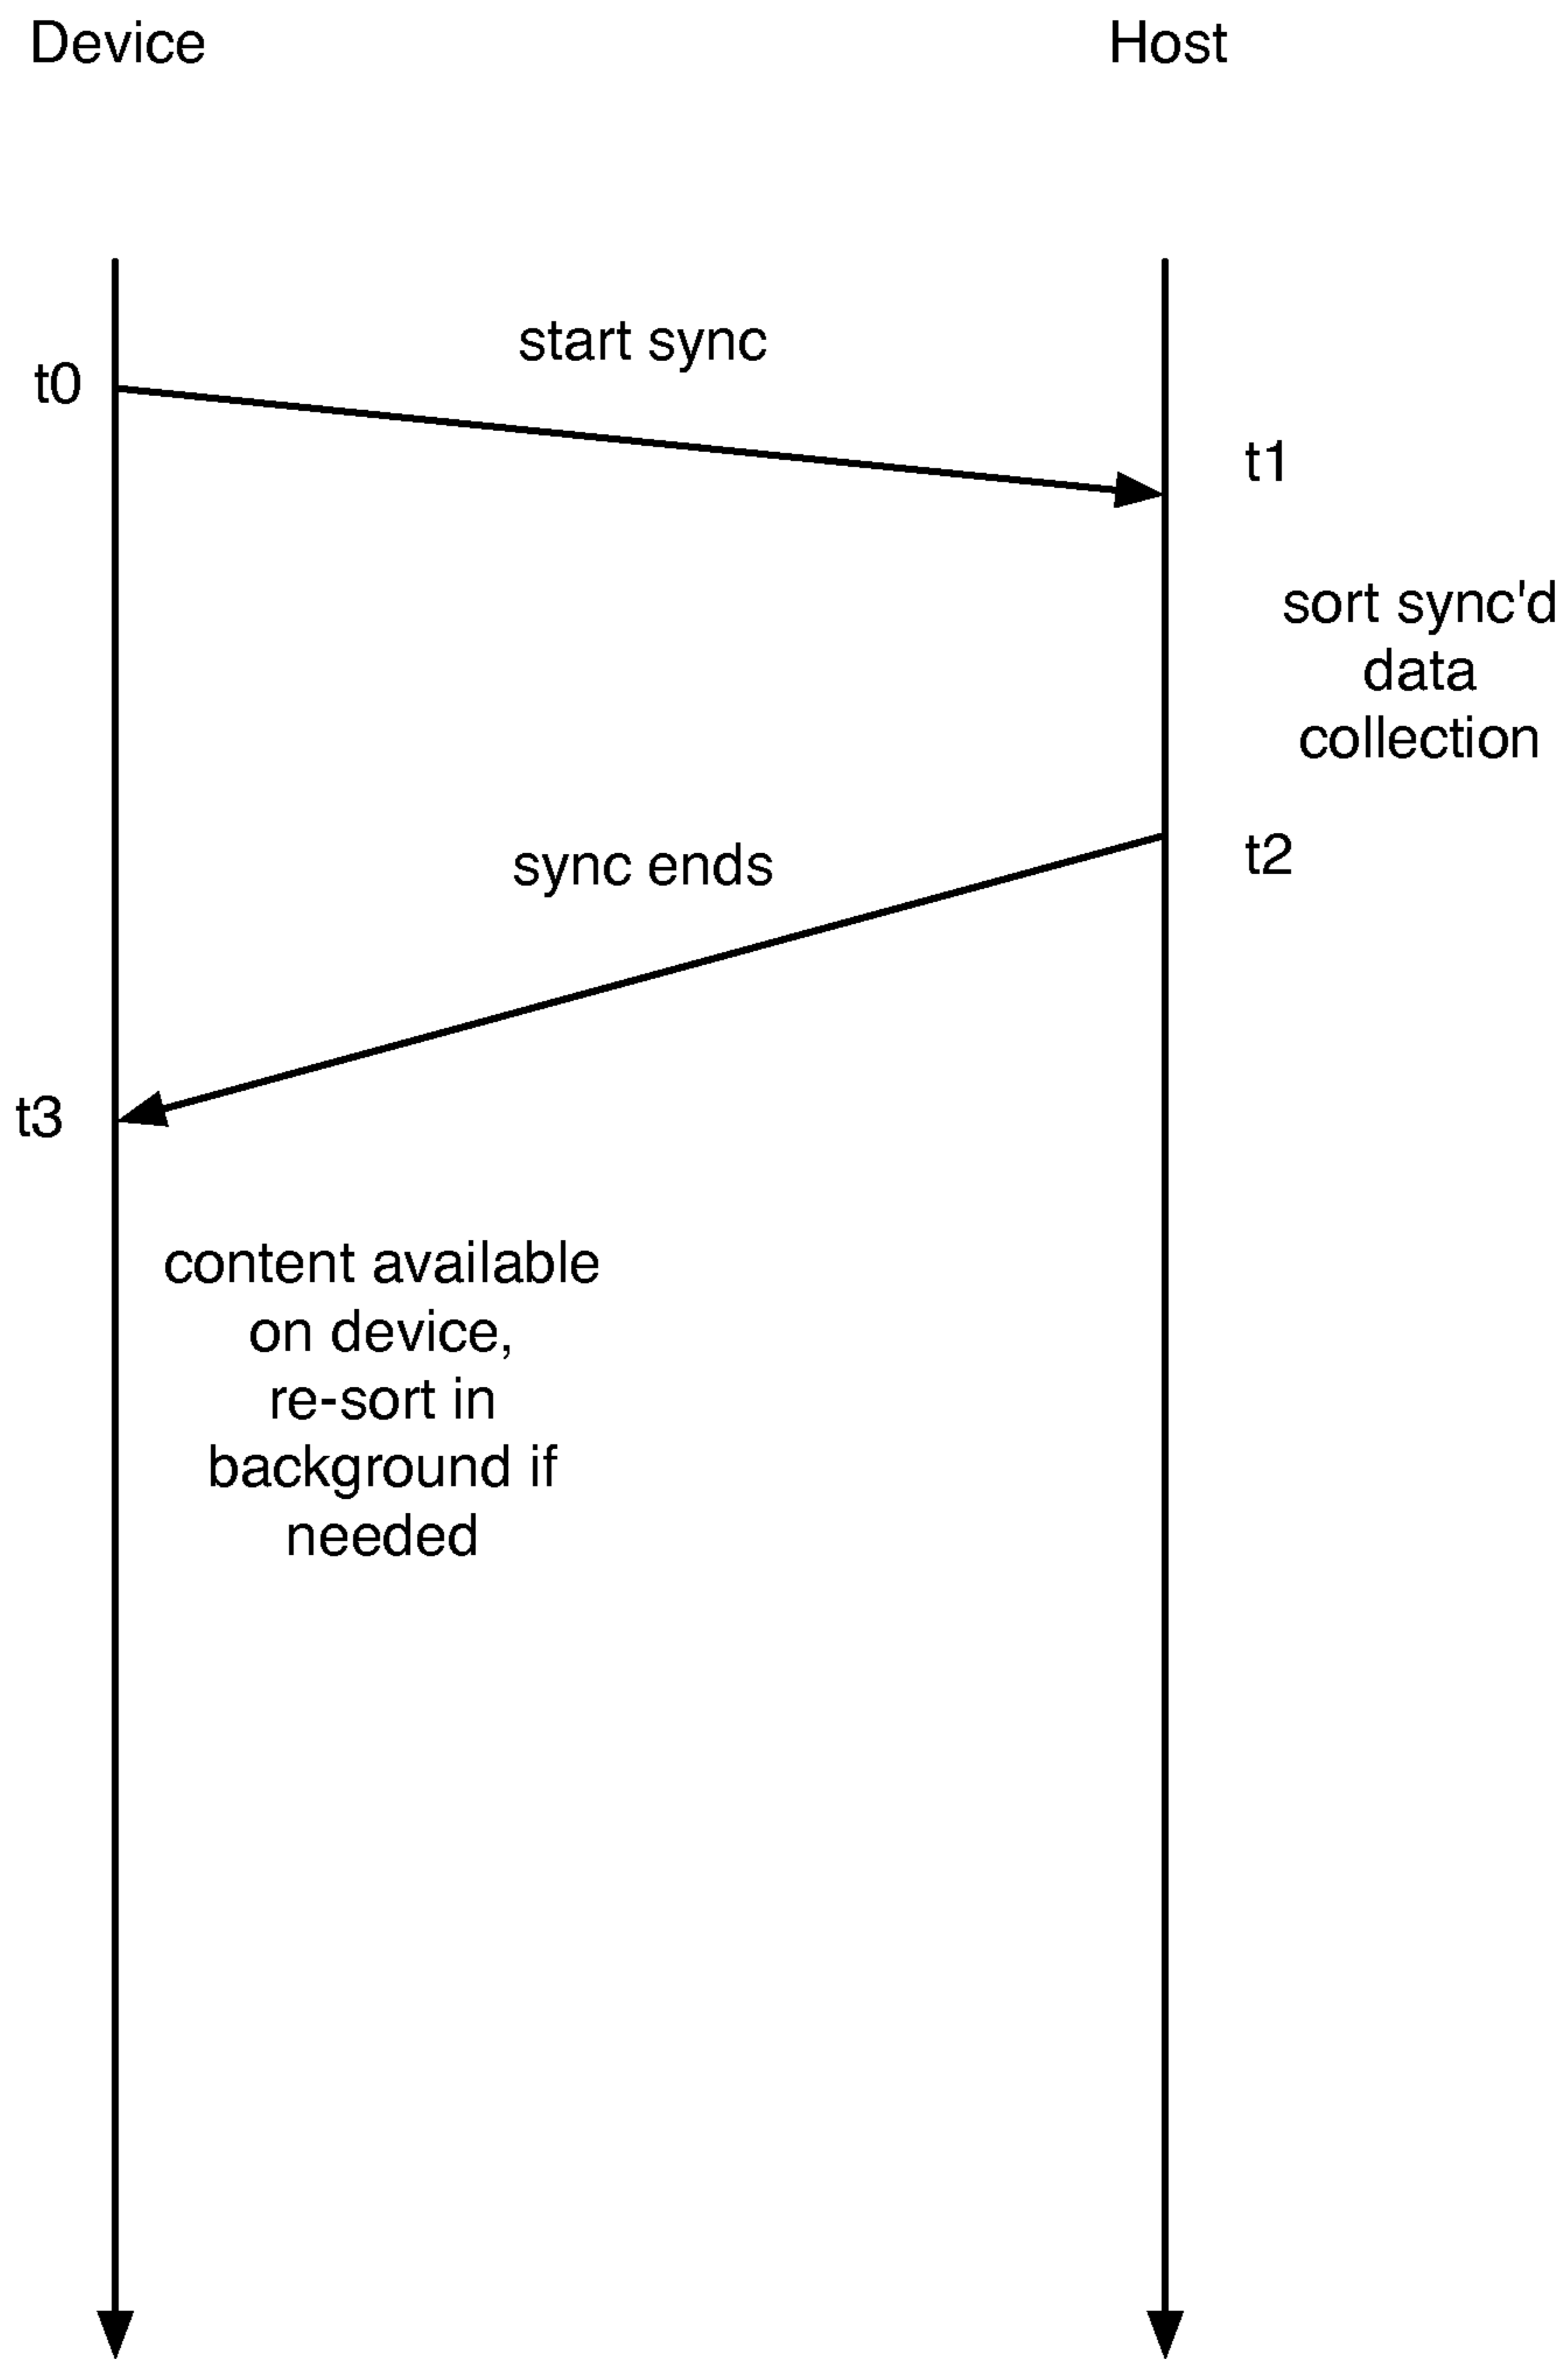 Device
Host
start sync
t0
t1
sort sync'd
data
collection
sync ends
t2
t3
content available
on device,
re-sort in
background if
needed